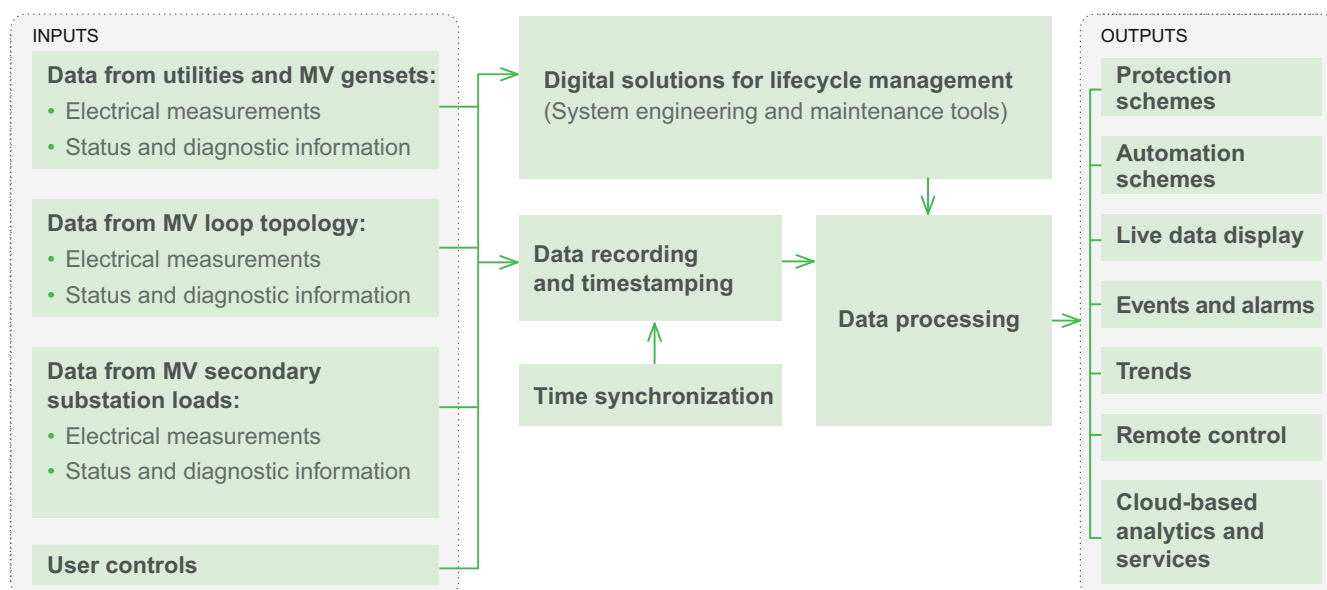 INPUTS
Data from utilities and MV gensets:
• Electrical measurements
• Status and diagnostic information
Data from MV loop topology:
• Electrical measurements
• Status and diagnostic information
Data from MV secondary
substation loads:
• Electrical measurements
• Status and diagnostic information
User controls
Digital solutions for lifecycle management
(System engineering and maintenance tools)
Data recording
and timestamping
Time synchronization
Data processing
OUTPUTS
Protection
schemes
Automation
schemes
Live data display
Events and alarms
Trends
Remote control
Cloud-based
analytics and
services